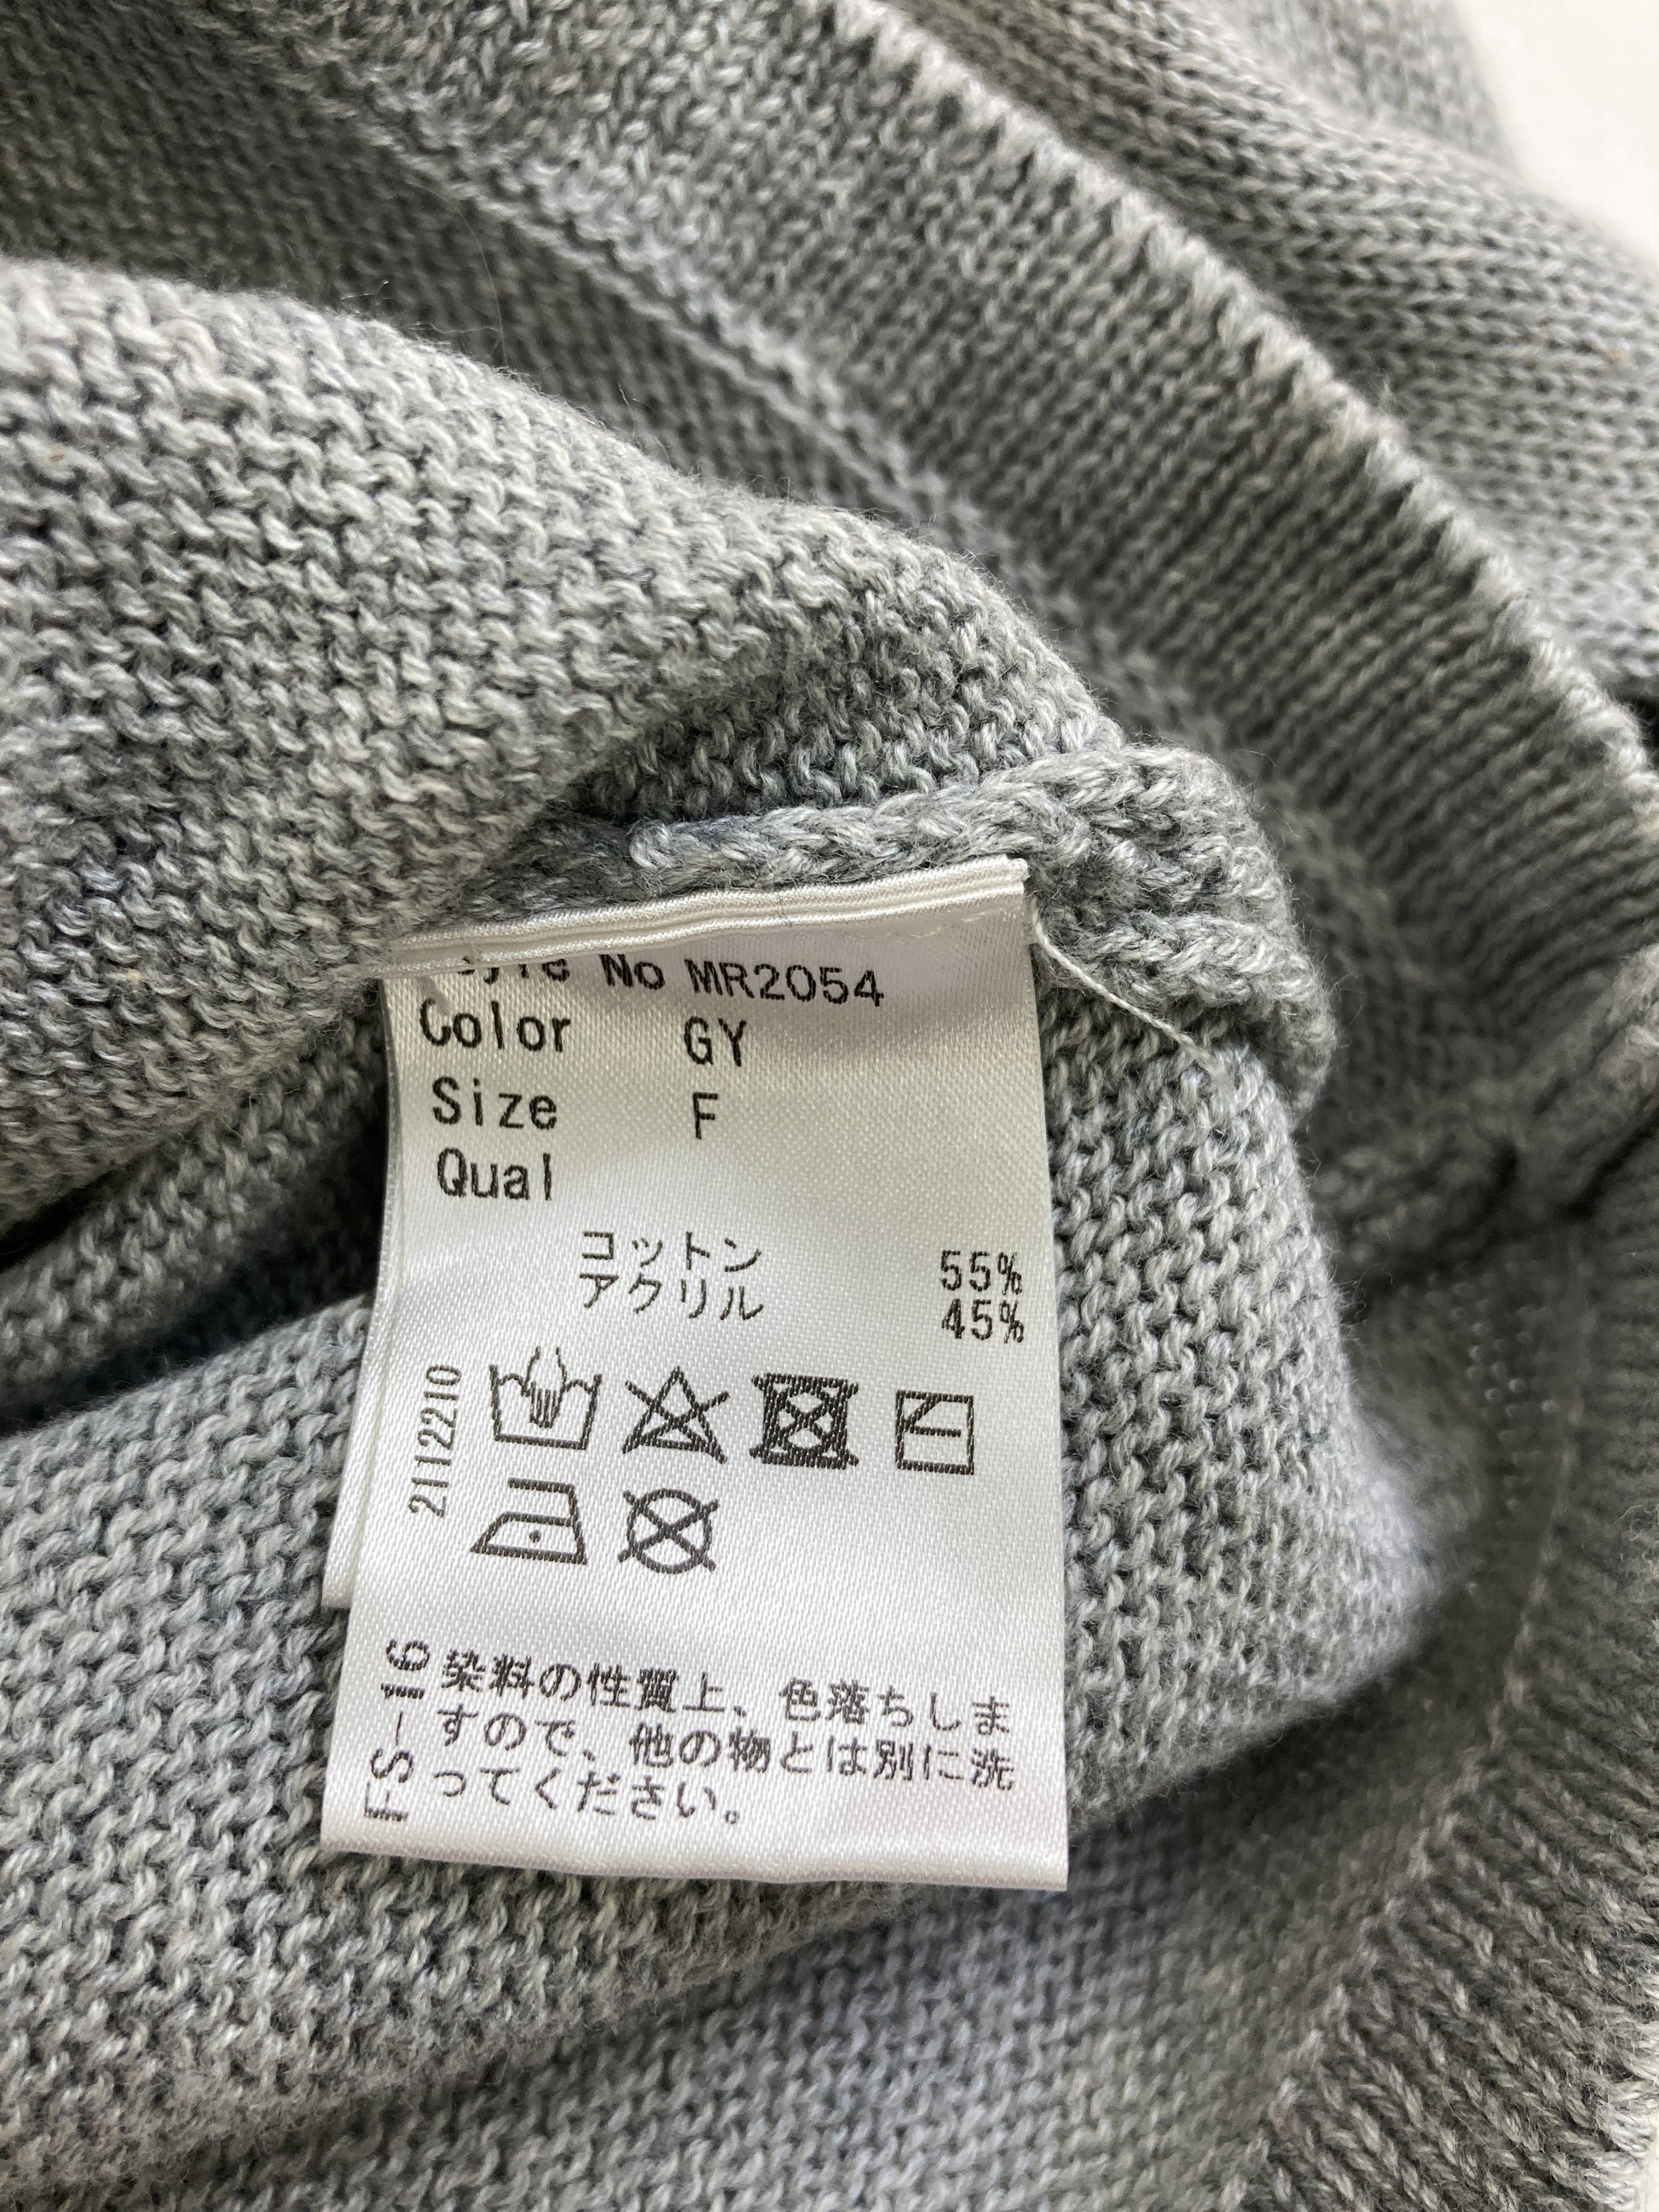 Style No MR2054
Color GY
Size F
Qual
コットン 55%
アクリル 45%
2112210
FS-16
染料の性質上、色落ちしま
すので、他の物とは別に洗
ってください。